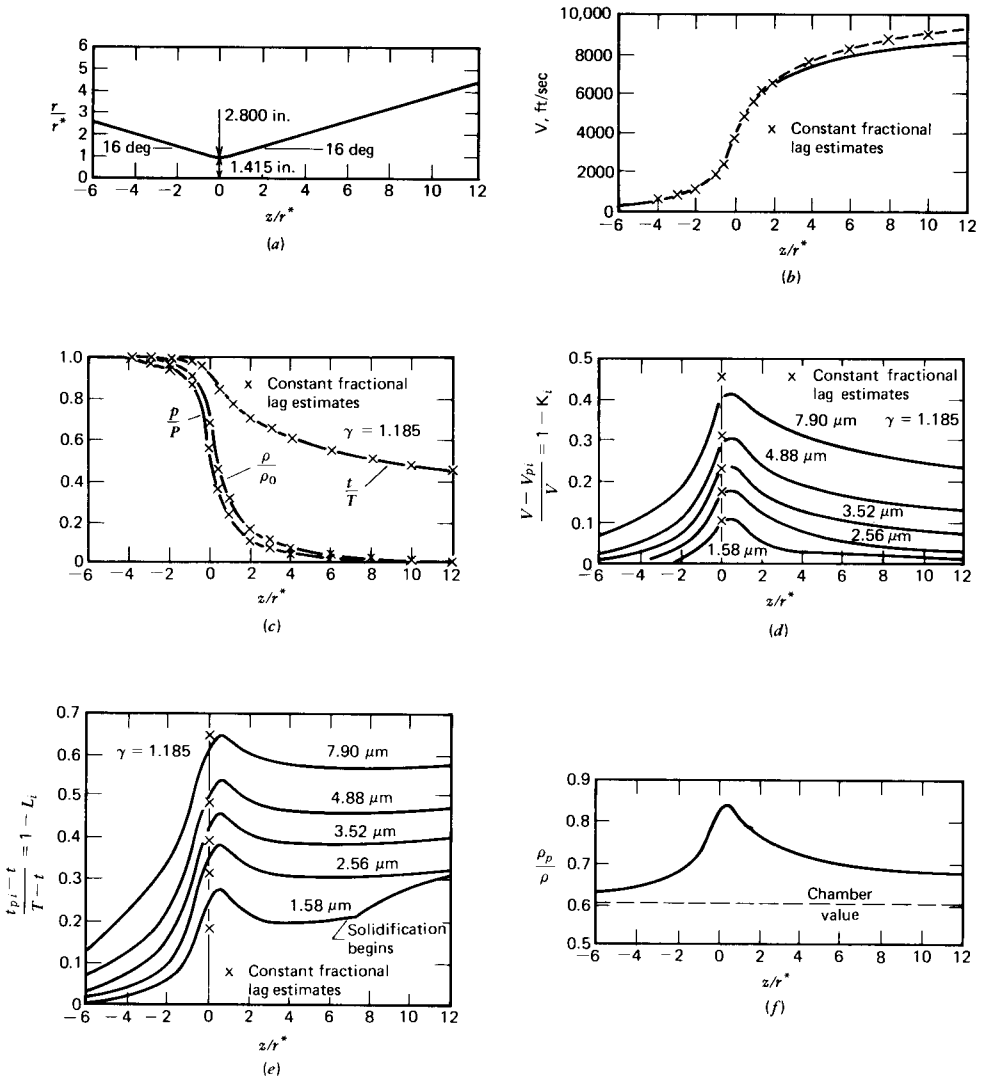 6
5
4
3
2
1
0
r
r*
2.800 in.
16 deg
16 deg
1.415 in.
−6 −4 −2 0 2 4 6 8 10 12
z/r*
(a)
10,000
8000
6000
4000
2000
0
V, ft/sec
× Constant fractional
lag estimates
−6 −4 −2 0 2 4 6 8 10 12
z/r*
(b)
1.0
0.8
0.6
0.4
0.2
0
× Constant fractional
lag estimates
γ = 1.185
p/P
ρ/ρ0
t/T
−6 −4 −2 0 2 4 6 8 10 12
z/r*
(c)
0.5
0.4
0.3
0.2
0.1
0
V − Vpi
V
= 1 − Ki
× Constant fractional
lag estimates
7.90 μm
γ = 1.185
4.88 μm
3.52 μm
2.56 μm
1.58 μm
−6 −4 −2 0 2 4 6 8 10 12
z/r*
(d)
0.7
0.6
0.5
0.4
0.3
0.2
0.1
0
tpi − t
T − t
= 1 − Li
γ = 1.185
7.90 μm
4.88 μm
3.52 μm
2.56 μm
1.58 μm
Solidification
begins
× Constant fractional
lag estimates
−6 −4 −2 0 2 4 6 8 10 12
z/r*
(e)
0.9
0.8
0.7
0.6
0.5
ρp
ρ
Chamber
value
−6 −4 −2 0 2 4 6 8 10 12
z/r*
(f)